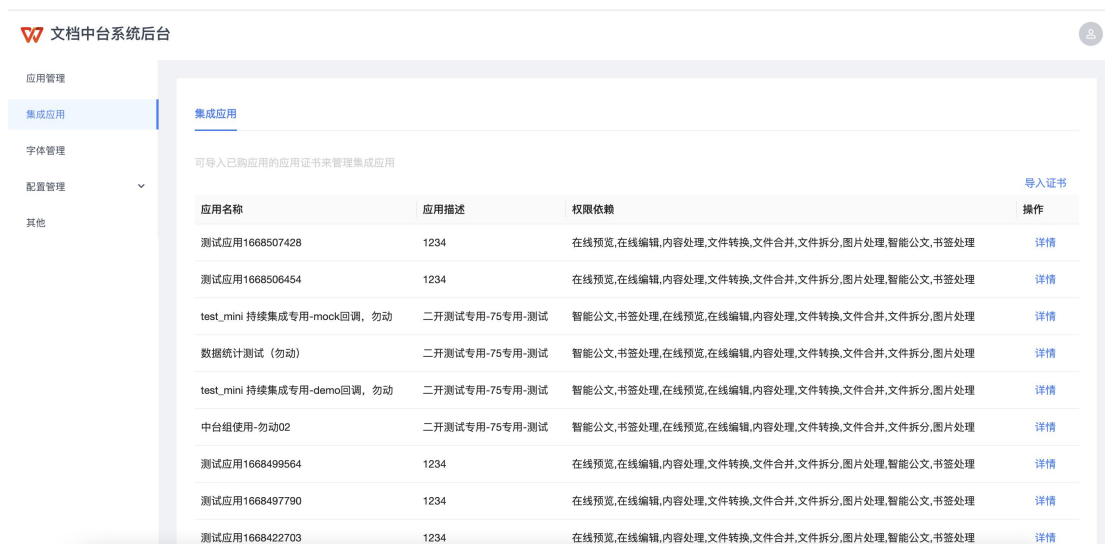 文档中台系统后台
应用管理
集成应用
字体管理
配置管理
其他
集成应用
可导入已购应用的应用证书来管理集成应用
导入证书
应用名称 应用描述 权限依赖 操作
测试应用1668507428 1234 在线预览,在线编辑,内容处理,文件转换,文件合并,文件拆分,图片处理,智能公文,书签处理 详情
测试应用1668506454 1234 在线预览,在线编辑,内容处理,文件转换,文件合并,文件拆分,图片处理,智能公文,书签处理 详情
test_mini 持续集成专用-mock回调，勿动 二开测试专用-75专用-测试 智能公文,书签处理,在线预览,在线编辑,内容处理,文件转换,文件合并,文件拆分,图片处理 详情
数据统计测试（勿动） 二开测试专用-75专用-测试 智能公文,书签处理,在线预览,在线编辑,内容处理,文件转换,文件合并,文件拆分,图片处理 详情
test_mini 持续集成专用-demo回调，勿动 二开测试专用-75专用-测试 智能公文,书签处理,在线预览,在线编辑,内容处理,文件转换,文件合并,文件拆分,图片处理 详情
中台组使用-勿动02 二开测试专用-75专用-测试 智能公文,书签处理,在线预览,在线编辑,内容处理,文件转换,文件合并,文件拆分,图片处理 详情
测试应用1668499564 1234 在线预览,在线编辑,内容处理,文件转换,文件合并,文件拆分,图片处理,智能公文,书签处理 详情
测试应用1668497790 1234 在线预览,在线编辑,内容处理,文件转换,文件合并,文件拆分,图片处理,智能公文,书签处理 详情
测试应用1668422703 1234 在线预览,在线编辑,内容处理,文件转换,文件合并,文件拆分,图片处理,智能公文,书签处理 详情